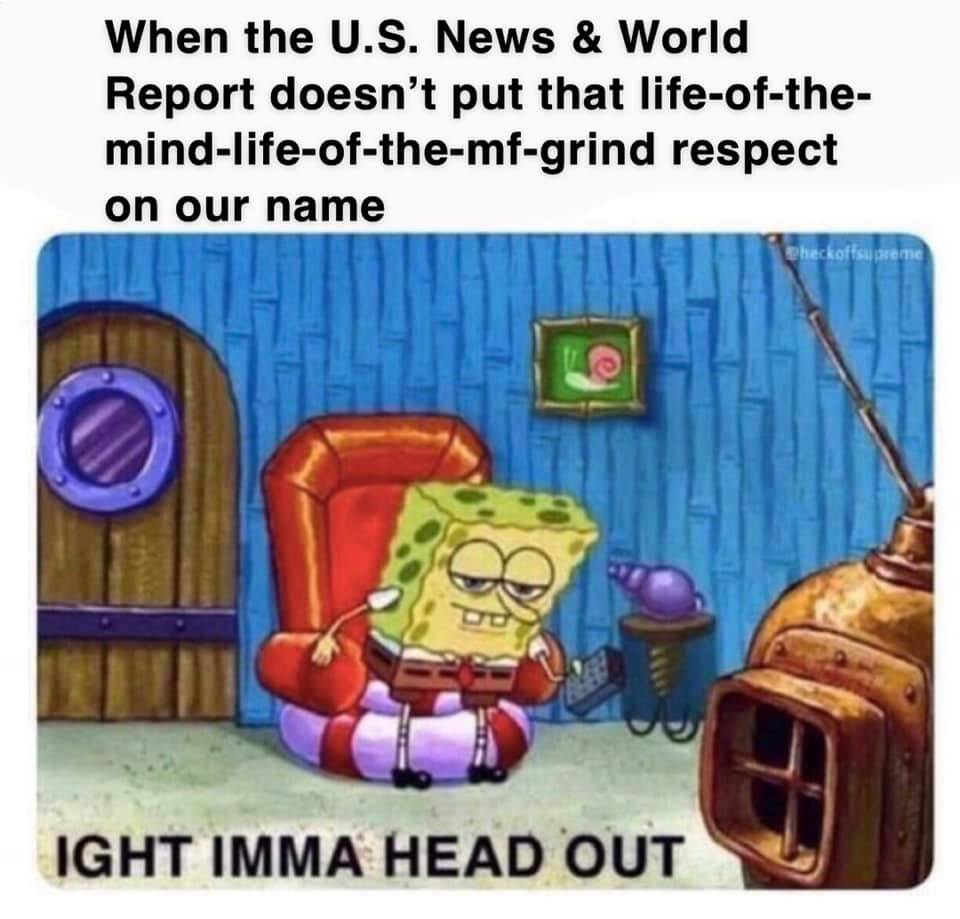 When the U.S. News & World
Report doesn’t put that life-of-the-
mind-life-of-the-mf-grind respect
on our name
@heckoffsupreme
IGHT IMMA HEAD OUT